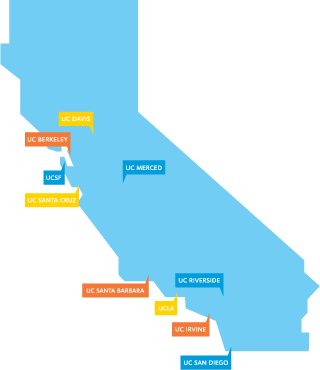 UC DAVIS
UC BERKELEY
UC MERCED
UCSF
UC SANTA CRUZ
UC RIVERSIDE
UC SANTA BARBARA
UCLA
UC IRVINE
UC SAN DIEGO